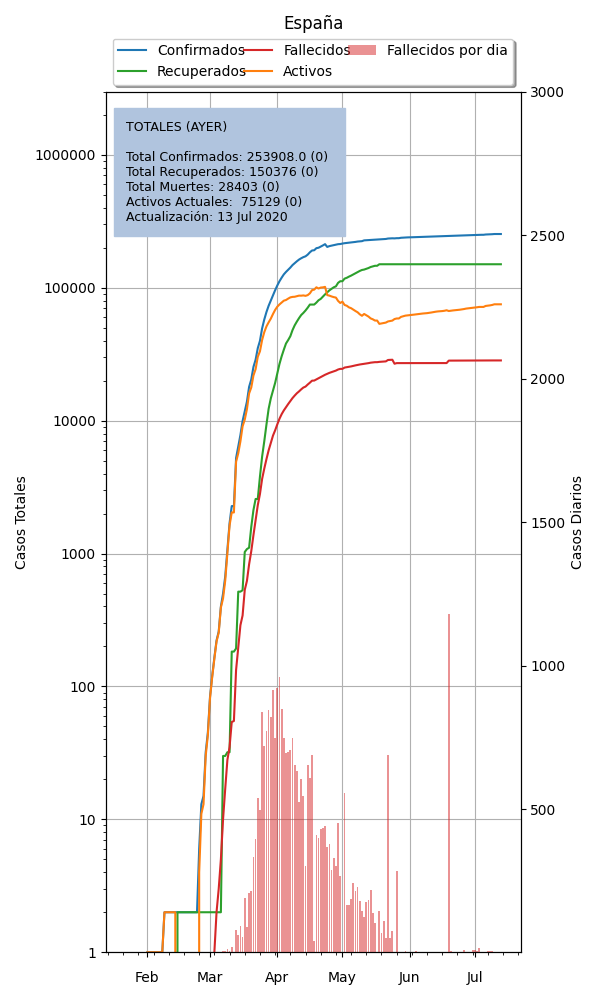 España
Confirmados
Recuperados
Fallecidos
Activos
Fallecidos por dia
TOTALES (AYER)
Total Confirmados: 253908.0 (0)
Total Recuperados: 150376 (0)
Total Muertes: 28403 (0)
Activos Actuales:  75129 (0)
Actualización: 13 Jul 2020
Casos Totales
1000000
100000
10000
1000
100
10
1
Casos Diarios
3000
2500
2000
1500
1000
500
Feb Mar Apr May Jun Jul